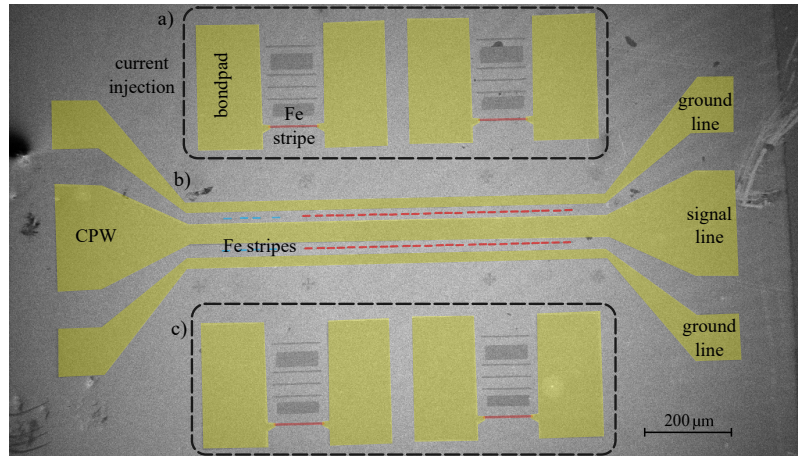 a)
current
injection
bondpad
Fe
stripe
ground
line
b)
CPW
Fe stripes
signal
line
c)
ground
line
200 µm